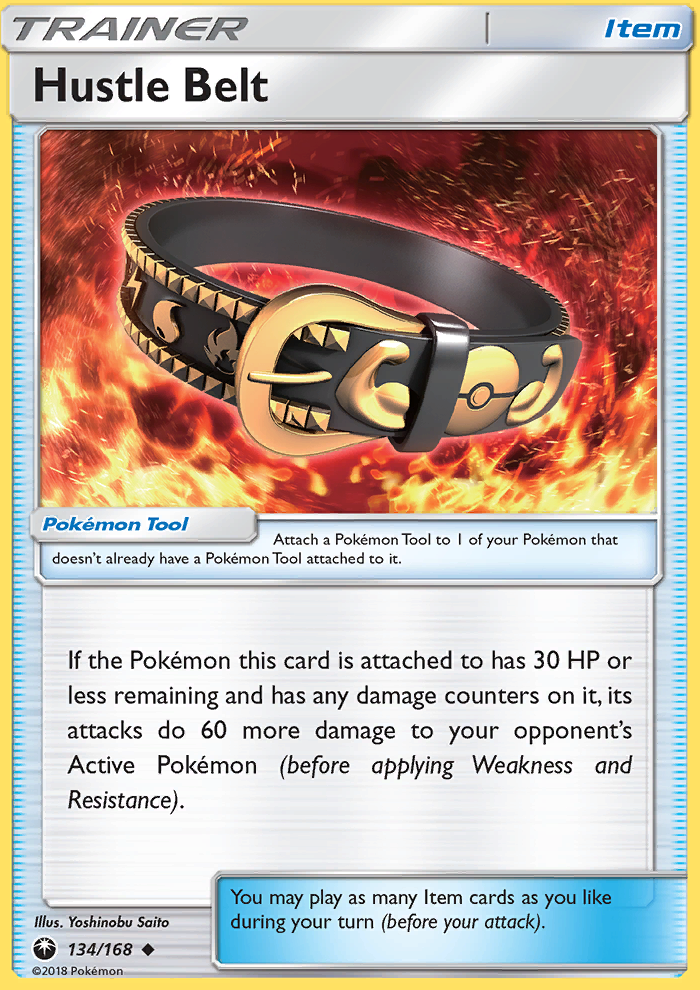 TRAINER
Item
Hustle Belt
Pokémon Tool
Attach a Pokémon Tool to 1 of your Pokémon that
doesn't already have a Pokémon Tool attached to it.
If the Pokémon this card is attached to has 30 HP or
less remaining and has any damage counters on it, its
attacks do 60 more damage to your opponent's
Active Pokémon (before applying Weakness and
Resistance).
You may play as many Item cards as you like
during your turn (before your attack).
Illus. Yoshinobu Saito
134/168
©2018 Pokémon